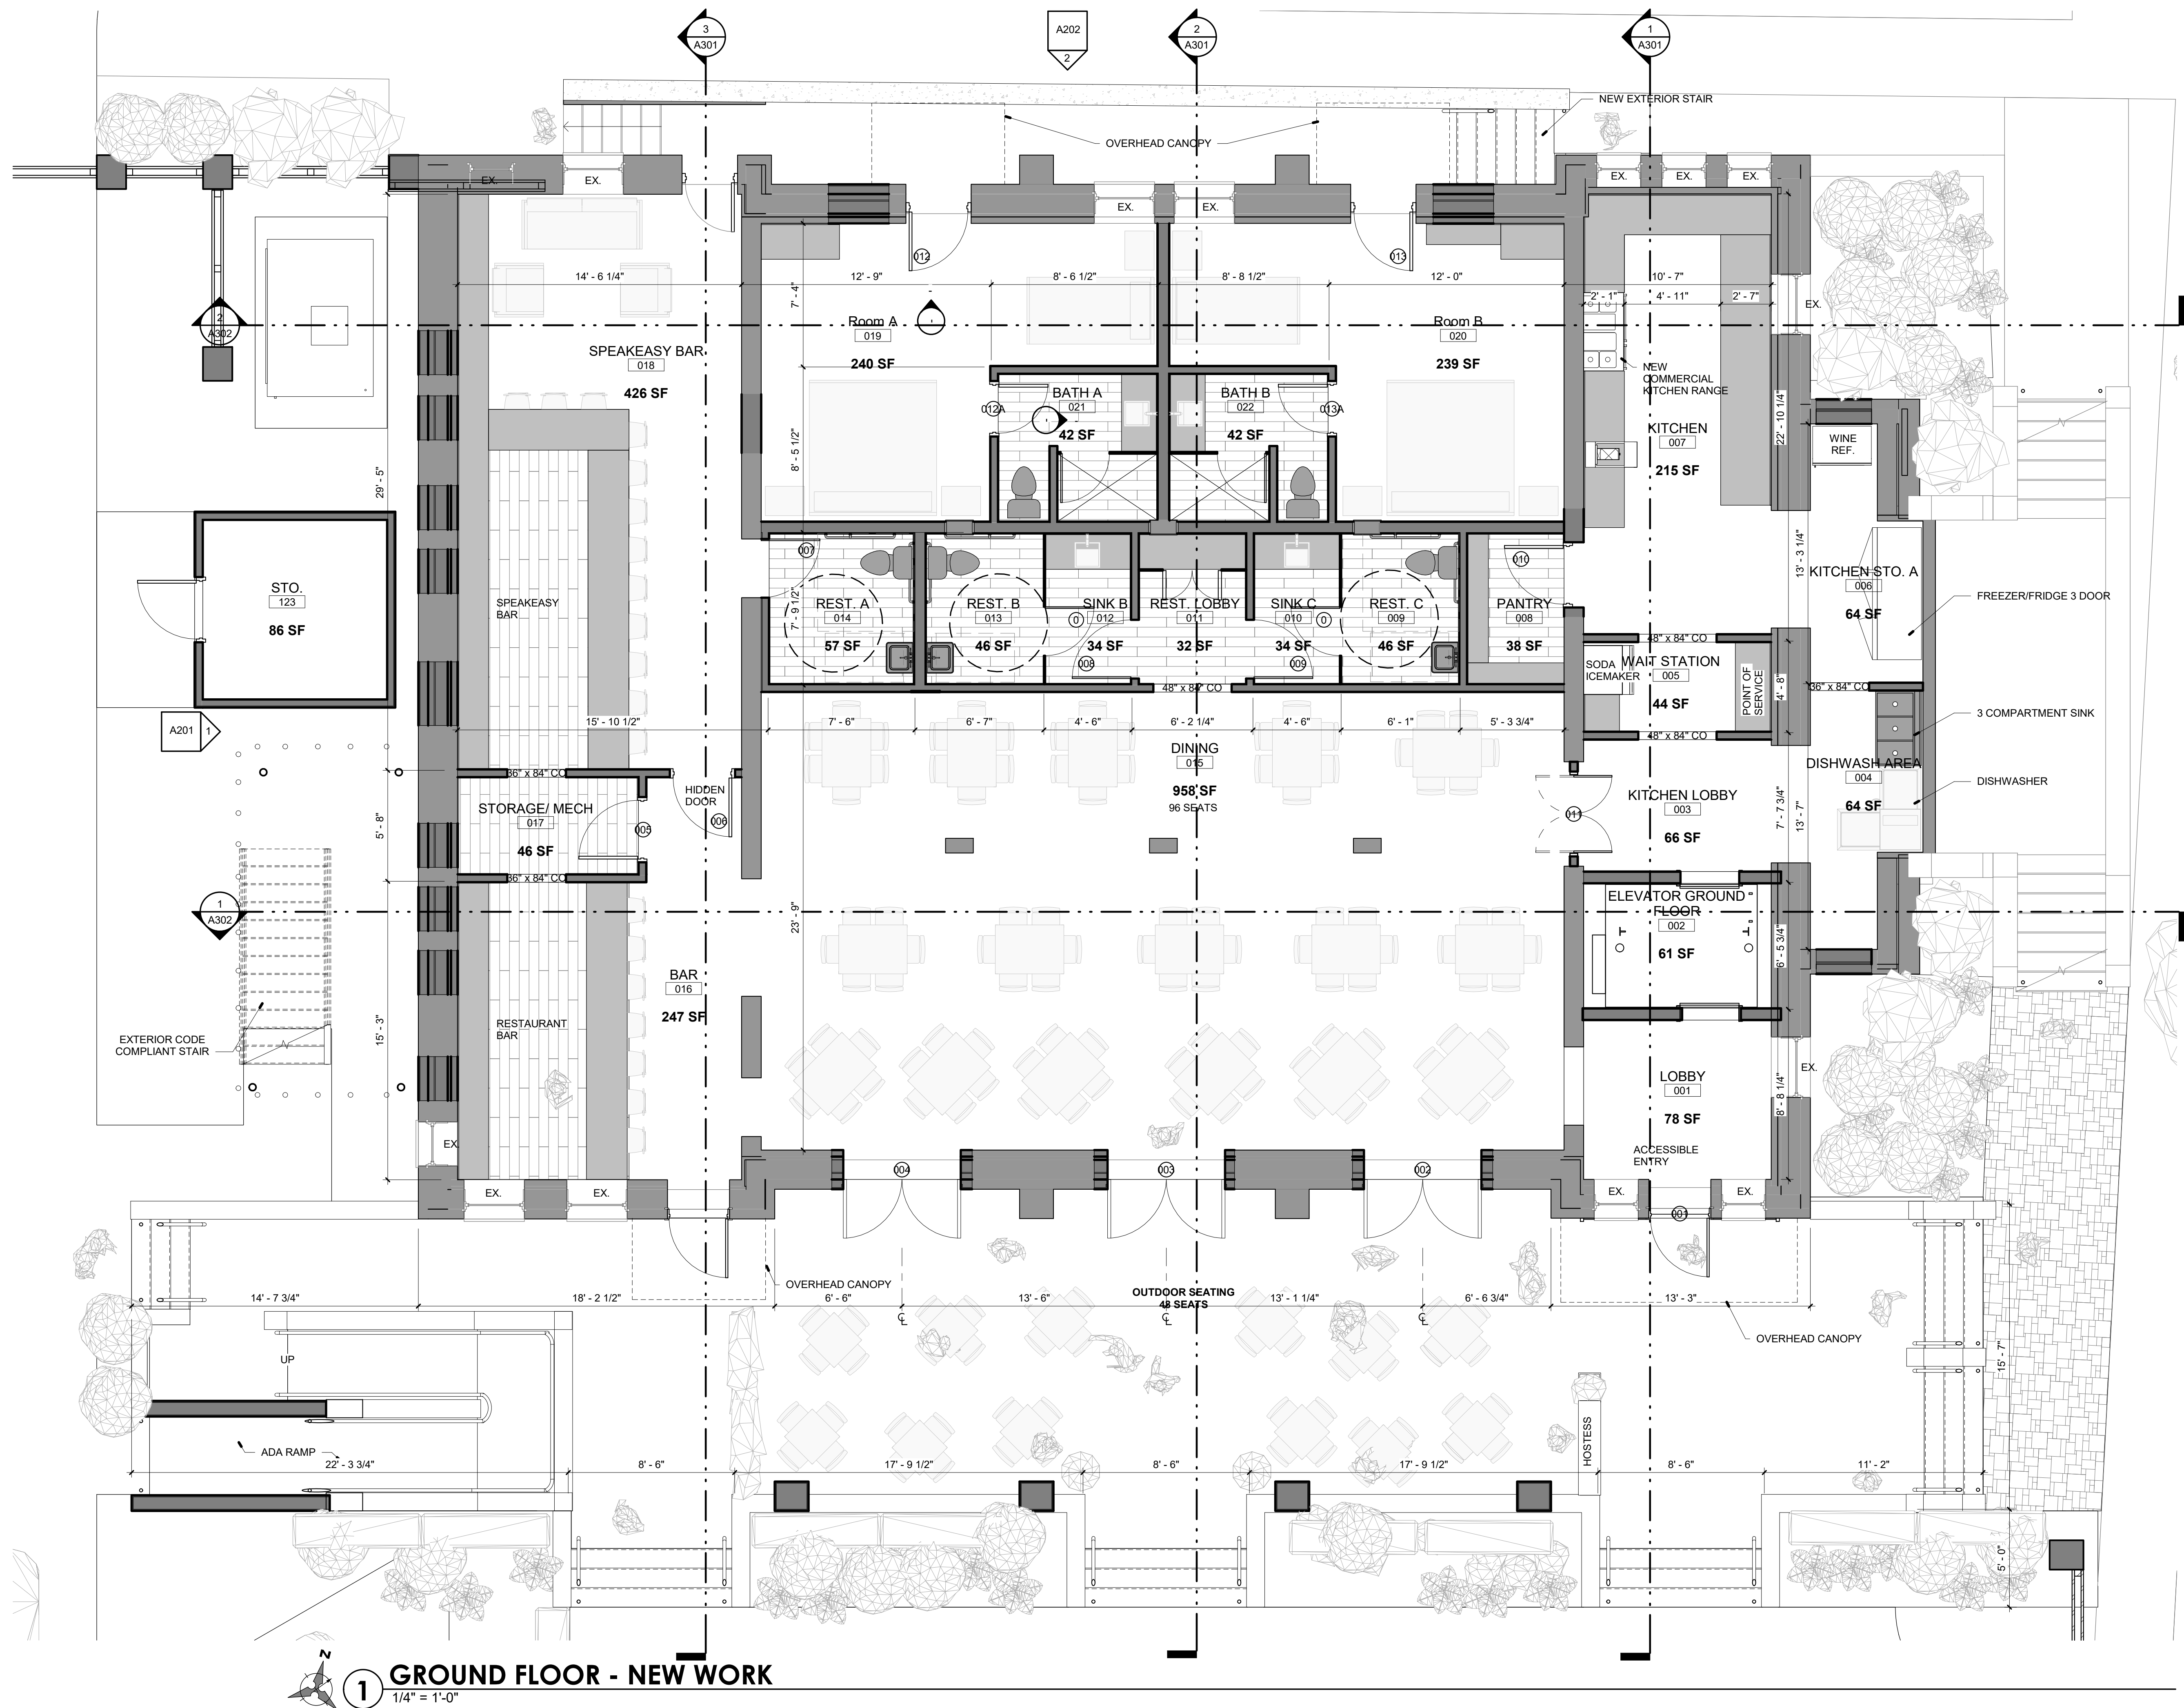 3
A301
A202
2
2
A301
1
A301
NEW EXTERIOR STAIR
OVERHEAD CANOPY
EX.
EX.
EX.
EX.
EX.
EX.
EX.
012
013
14' - 6 1/4"
12' - 9"
8' - 6 1/2"
8' - 8 1/2"
12' - 0"
10' - 7"
2' - 1"
4' - 11"
2' - 7"
EX.
7' - 4"
2
A302
Room A
019
240 SF
Room B
020
239 SF
SPEAKEASY BAR
018
426 SF
NEW
COMMERCIAL
KITCHEN RANGE
BATH A
021
42 SF
BATH B
022
42 SF
012A
013A
KITCHEN
007
215 SF
22' - 10 1/4"
WINE
REF.
8' - 5 1/2"
29' - 5"
007
010
13' - 3 1/4"
STO.
123
86 SF
SPEAKEASY
BAR
7' - 9 1/2"
REST. A
014
57 SF
REST. B
013
46 SF
SINK B
012
34 SF
0
008
REST. LOBBY
011
32 SF
SINK C
010
34 SF
0
009
REST. C
009
46 SF
PANTRY
008
38 SF
KITCHEN STO. A
006
64 SF
FREEZER/FRIDGE 3 DOOR
48" x 84" CO
48" x 84" CO
SODA
ICEMAKER
WAIT STATION
005
44 SF
POINT OF
SERVICE
4' - 8"
36" x 84" CO
48" x 84" CO
3 COMPARTMENT SINK
A201
1
15' - 10 1/2"
7' - 6"
6' - 7"
4' - 6"
6' - 2 1/4"
4' - 6"
6' - 1"
5' - 3 3/4"
DINING
015
958 SF
96 SEATS
36" x 84" CO
HIDDEN
DOOR
006
STORAGE/ MECH
017
46 SF
005
36" x 84" CO
5' - 8"
011
KITCHEN LOBBY
003
66 SF
7' - 7 3/4"
13' - 7"
DISHWASH AREA
004
64 SF
DISHWASHER
1
A302
23' - 9"
ELEVATOR GROUND
FLOOR
002
61 SF
6' - 5 3/4"
BAR
016
247 SF
RESTAURANT
BAR
15' - 3"
EXTERIOR CODE
COMPLIANT STAIR
LOBBY
001
78 SF
8' - 8 1/4"
EX.
ACCESSIBLE
ENTRY
EX.
EX.
EX.
004
003
002
EX.
EX.
001
OVERHEAD CANOPY
OUTDOOR SEATING
48 SEATS
14' - 7 3/4"
18' - 2 1/2"
6' - 6"
13' - 6"
13' - 1 1/4"
6' - 6 3/4"
13' - 3"
OVERHEAD CANOPY
UP
15' - 7"
HOSTESS
ADA RAMP
22' - 3 3/4"
8' - 6"
17' - 9 1/2"
8' - 6"
17' - 9 1/2"
8' - 6"
11' - 2"
5' - 0"
N
1
GROUND FLOOR - NEW WORK
1/4" = 1'-0"